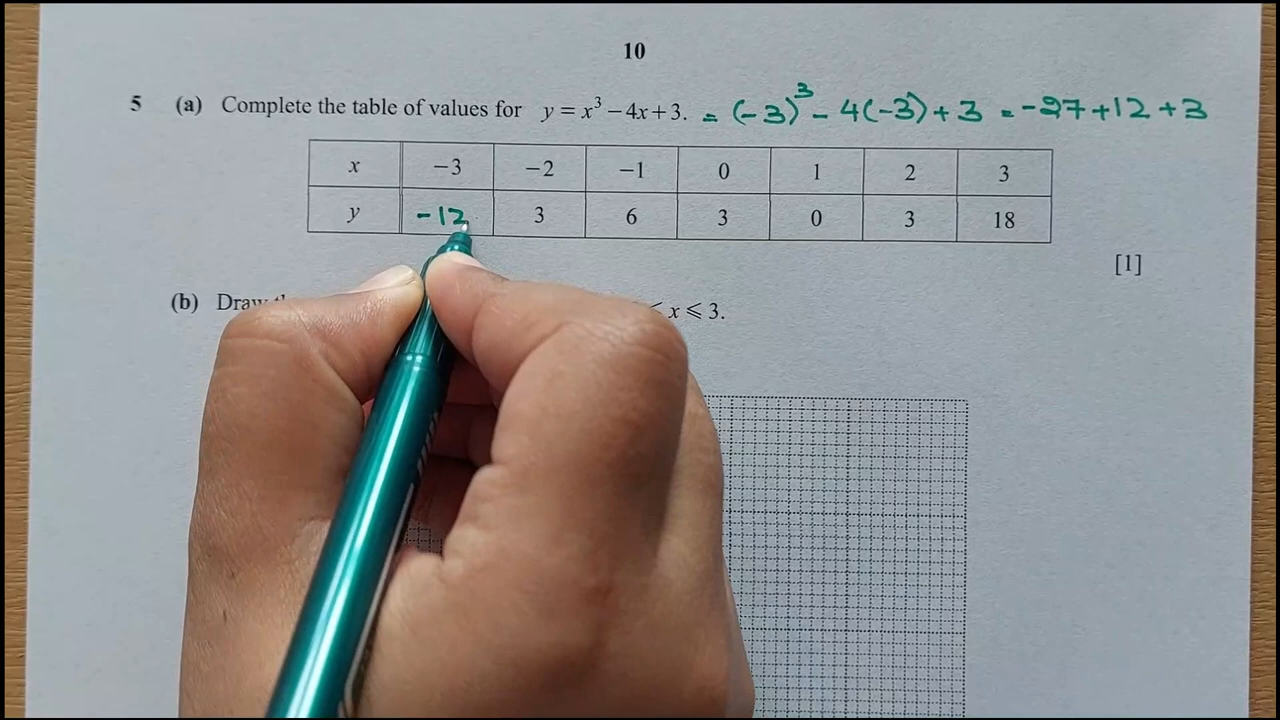 10
5 (a) Complete the table of values for y = x³ − 4x + 3. = (-3)³ - 4(-3) + 3 = -27 + 12 + 3
x −3 −2 −1 0 1 2 3
y -12 3 6 3 0 3 18
[1]
(b) Draw x ⩽ 3.